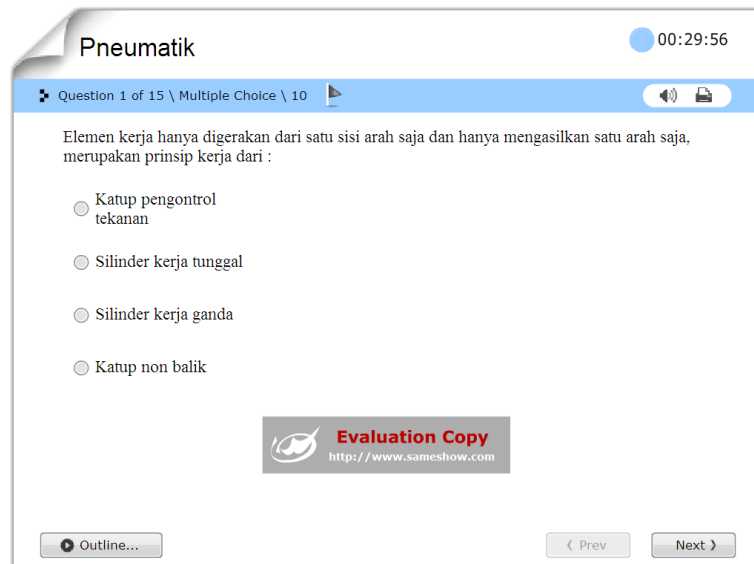 Pneumatik
00:29:56
Question 1 of 15 \ Multiple Choice \ 10
Elemen kerja hanya digerakan dari satu sisi arah saja dan hanya mengasilkan satu arah saja,
merupakan prinsip kerja dari :
Katup pengontrol
tekanan
Silinder kerja tunggal
Silinder kerja ganda
Katup non balik
Evaluation Copy
http://www.sameshow.com
Outline...
Prev
Next